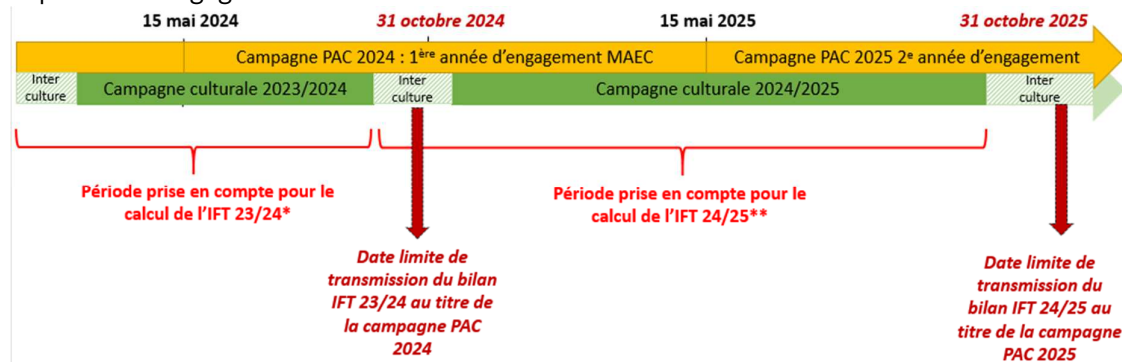 15 mai 2024
31 octobre 2024
15 mai 2025
31 octobre 2025
Campagne PAC 2024 : 1ère année d'engagement MAEC
Campagne PAC 2025 2e année d'engagement
Inter
culture
Campagne culturale 2023/2024
Inter
culture
Campagne culturale 2024/2025
Inter
culture
Période prise en compte pour le
calcul de l'IFT 23/24*
Période prise en compte pour le
calcul de l'IFT 24/25**
Date limite de
transmission du bilan
IFT 23/24 au titre de
la campagne PAC
2024
Date limite de
transmission du
bilan IFT 24/25 au
titre de la campagne
PAC 2025